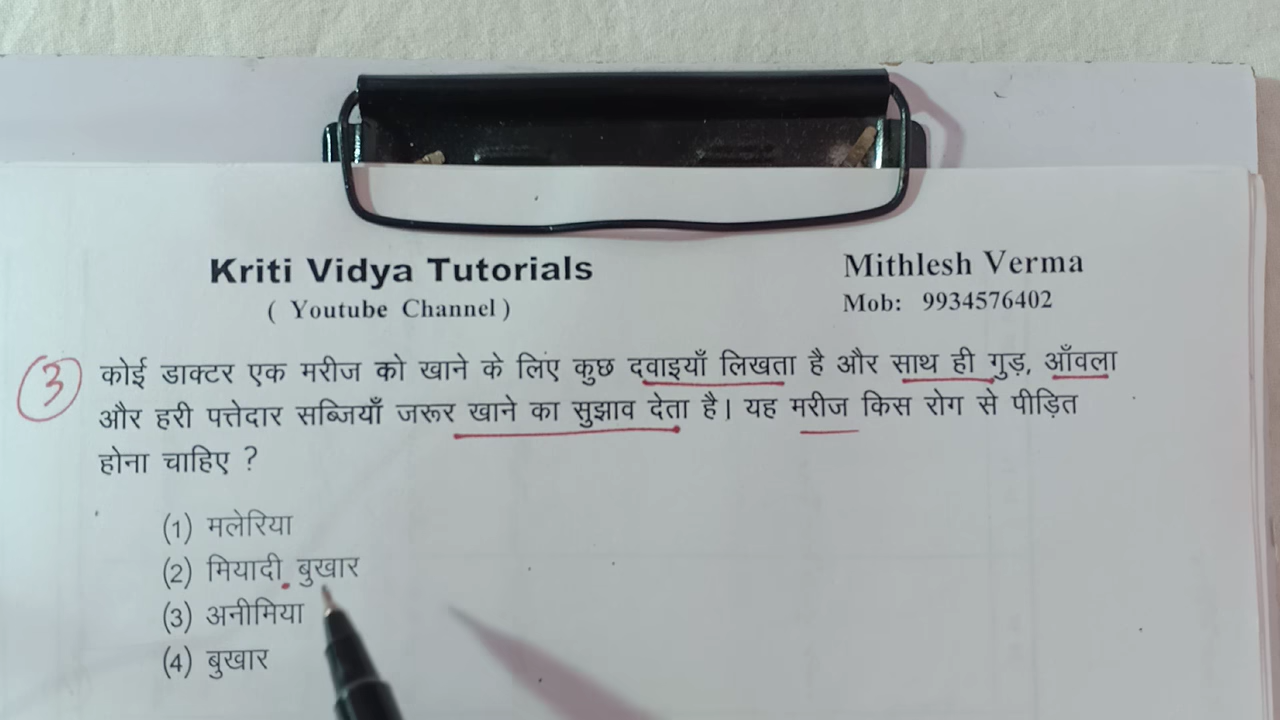 Kriti Vidya Tutorials
( Youtube Channel )
Mithlesh Verma
Mob: 9934576402
3 कोई डाक्टर एक मरीज को खाने के लिए कुछ दवाइयाँ लिखता है और साथ ही गुड़, आँवला
और हरी पत्तेदार सब्जियाँ जरूर खाने का सुझाव देता है। यह मरीज किस रोग से पीड़ित
होना चाहिए ?
(1) मलेरिया
(2) मियादी बुखार
(3) अनीमिया
(4) बुखार